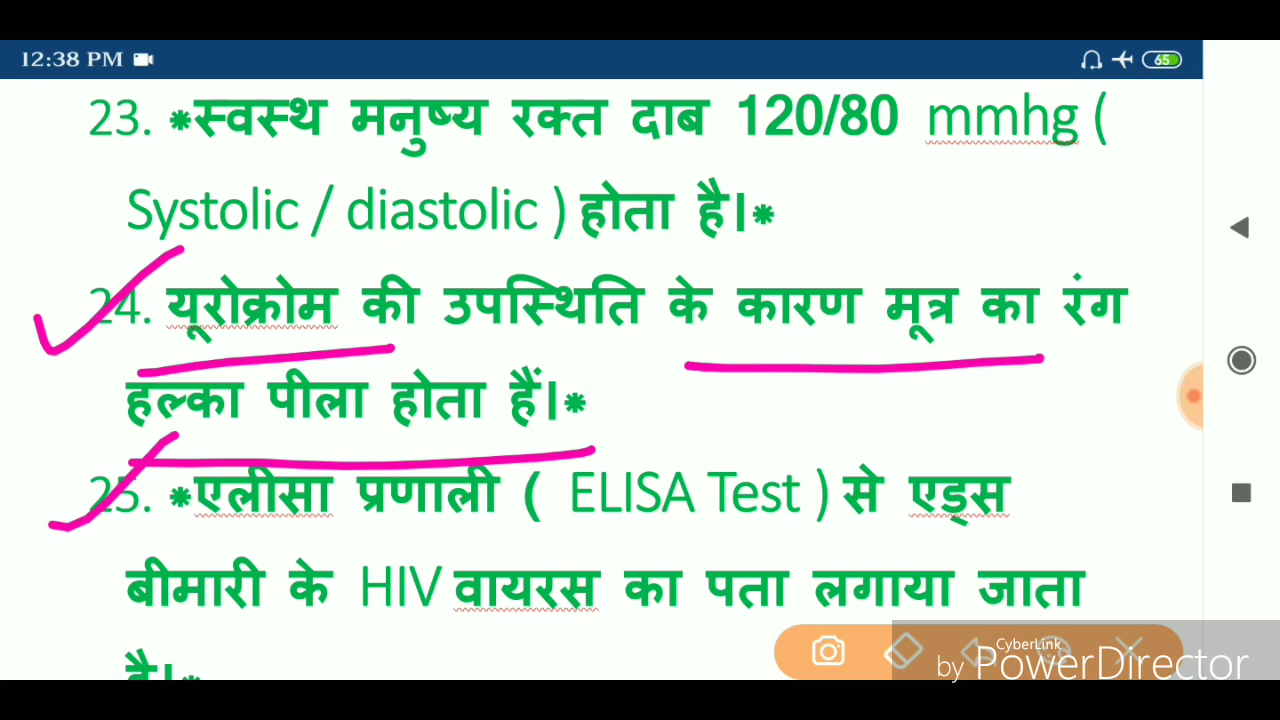 12:38 PM
65
23. *स्वस्थ मनुष्य रक्त दाब 120/80 mmhg (
Systolic / diastolic ) होता है।*
24. यूरोक्रोम की उपस्थिति के कारण मूत्र का रंग
हल्का पीला होता हैं।*
25. *एलीसा प्रणाली ( ELISA Test ) से एड्स
बीमारी के HIV वायरस का पता लगाया जाता
है।*
CyberLink
by PowerDirector